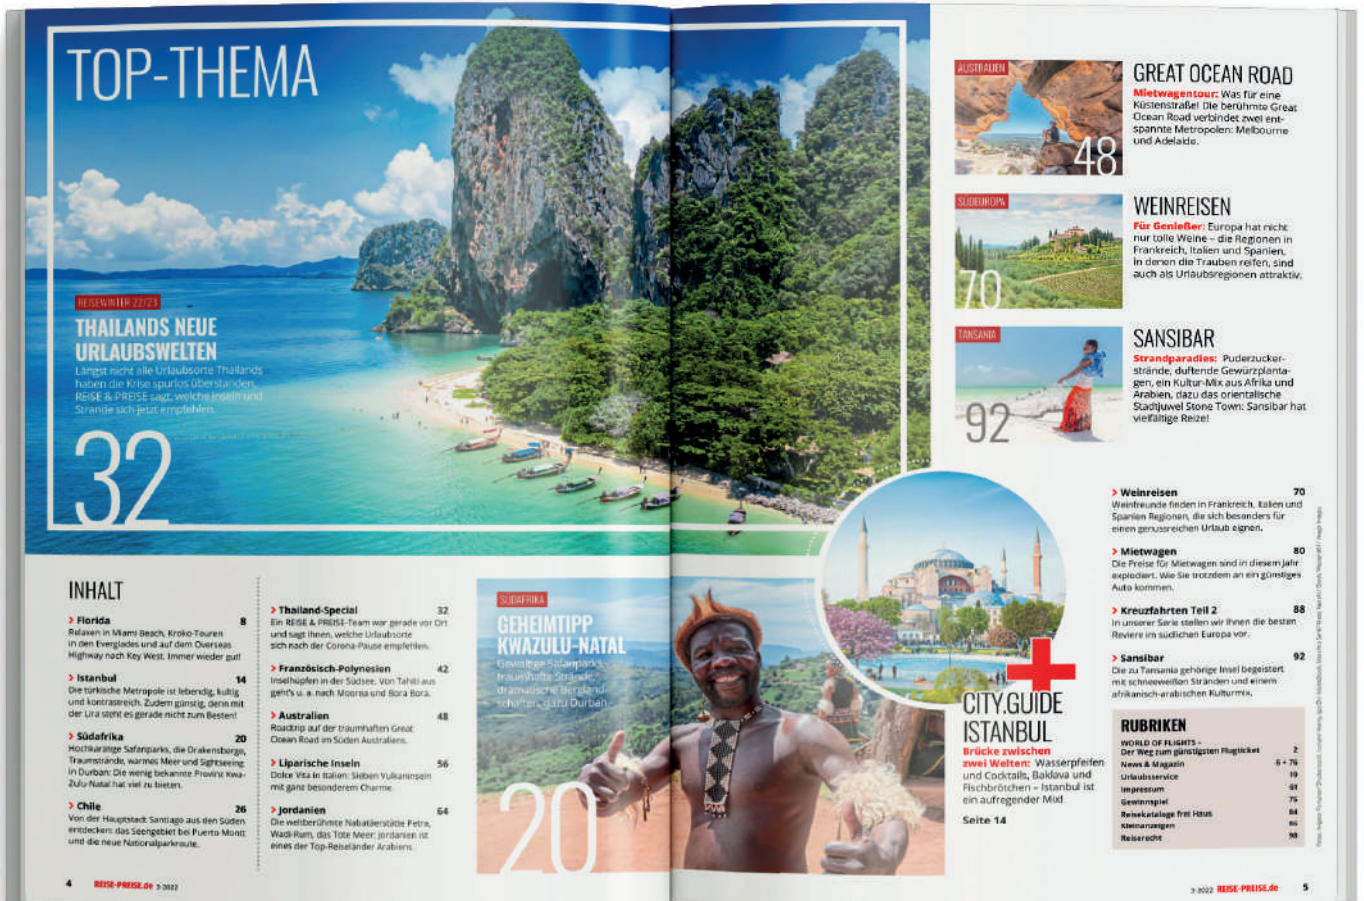 TOP-THEMA
REISEWINTER 22/23
THAILANDS NEUE
URLAUBSWELTEN
Längst nicht alle Urlaubsorte Thailands
haben die Krise spurlos überstanden.
REISE & PREISE sagt, welche Inseln und
Strände sich jetzt empfehlen.
32
INHALT
> Florida 8
Relaxen in Miami Beach, Kroko-Touren
in den Everglades und auf dem Overseas
Highway nach Key West. Immer wieder gut!
> Istanbul 14
Die türkische Metropole ist lebendig, kultig
und kontrastreich. Zudem günstig, denn mit
der Lira steht es gerade nicht zum Besten!
> Südafrika 20
Hochkarätige Safariparks, die Drakensberge,
Traumstrände, warmes Meer und Sightseeing
in Durban: Die wenig bekannte Provinz Kwa-
Zulu-Natal hat viel zu bieten.
> Chile 26
Von der Hauptstadt Santiago aus den Süden
entdecken: das Seengebiet bei Puerto Montt
und die neue Nationalparkroute.
> Thailand-Special 32
Ein REISE & PREISE-Team war gerade vor Ort
und sagt Ihnen, welche Urlaubsorte
sich nach der Corona-Pause empfehlen.
> Französisch-Polynesien 42
Inselhüpfen in der Südsee. Von Tahiti aus
geht's u. a. nach Moorea und Bora Bora.
> Australien 48
Roadtrip auf der traumhaften Great
Ocean Road im Süden Australiens.
> Liparische Inseln 56
Dolce Vita in Italien: Sieben Vulkaninseln
mit ganz besonderem Charme.
> Jordanien 64
Die weltberühmte Nabatäerstätte Petra,
Wadi-Rum, das Tote Meer: Jordanien ist
eines der Top-Reiseländer Arabiens.
SÜDAFRIKA
GEHEIMTIPP
KWAZULU-NATAL
Gewaltige Safariparks,
traumhafte Strände,
dramatische Bergland-
schaften, dazu Durban.
20
4 REISE-PREISE.de 3-2022
AUSTRALIEN
48
GREAT OCEAN ROAD
Mietwagentour: Was für eine
Küstenstraße! Die berühmte Great
Ocean Road verbindet zwei ent-
spannte Metropolen: Melbourne
und Adelaide.
SÜDEUROPA
70
WEINREISEN
Für Genießer: Europa hat nicht
nur tolle Weine – die Regionen in
Frankreich, Italien und Spanien,
in denen die Trauben reifen, sind
auch als Urlaubsregionen attraktiv.
TANSANIA
92
SANSIBAR
Strandparadies: Puderzucker-
strände, duftende Gewürzplanta-
gen, ein Kultur-Mix aus Afrika und
Arabien, dazu das orientalische
Stadtjuwel Stone Town: Sansibar hat
vielfältige Reize!
CITY.GUIDE
ISTANBUL
Brücke zwischen
zwei Welten: Wasserpfeifen
und Cocktails, Baklava und
Fischbrötchen – Istanbul ist
ein aufregender Mix!
Seite 14
> Weinreisen 70
Weinfreunde finden in Frankreich, Italien und
Spanien Regionen, die sich besonders für
einen genussreichen Urlaub eignen.
> Mietwagen 80
Die Preise für Mietwagen sind in diesem Jahr
explodiert. Wie Sie trotzdem an ein günstiges
Auto kommen.
> Kreuzfahrten Teil 2 88
In unserer Serie stellen wir Ihnen die besten
Reviere im südlichen Europa vor.
> Sansibar 92
Die zu Tansania gehörige Insel begeistert
mit schneeweißen Stränden und einem
afrikanisch-arabischen Kulturmix.
RUBRIKEN
WORLD OF FLIGHTS –
Der Weg zum günstigsten Flugticket 2
News & Magazin 6 + 76
Urlaubsservice 19
Impressum 61
Gewinnspiel 75
Reisekataloge frei Haus 84
Kleinanzeigen 86
Reiserecht 98
3-2022 REISE-PREISE.de 5